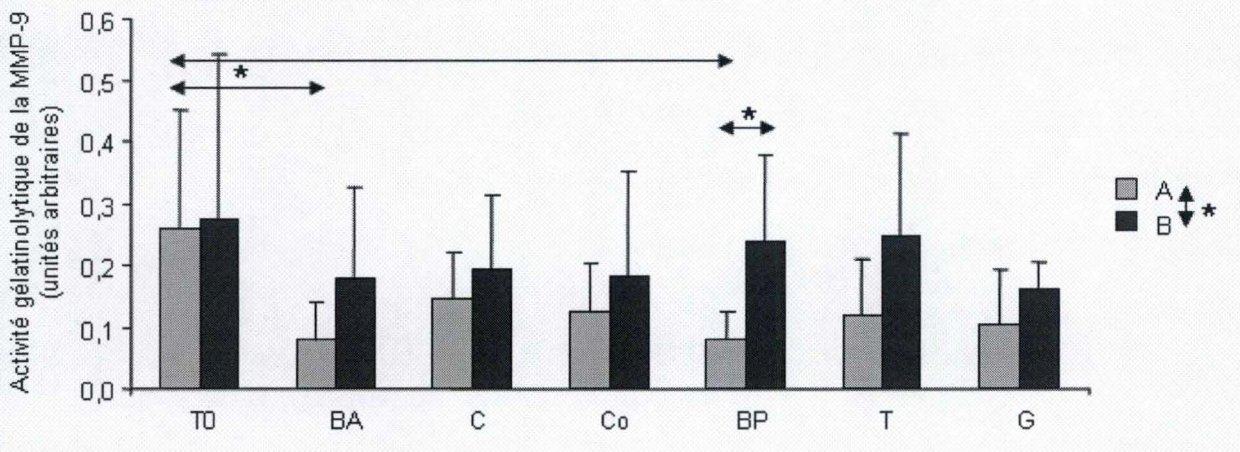 Activité gélatinolytique de la MMP-9
(unités arbitraires)
0,6
0,5
0,4
0,3
0,2
0,1
0,0
*
*
T0 BA C Co BP T G
A
B
*